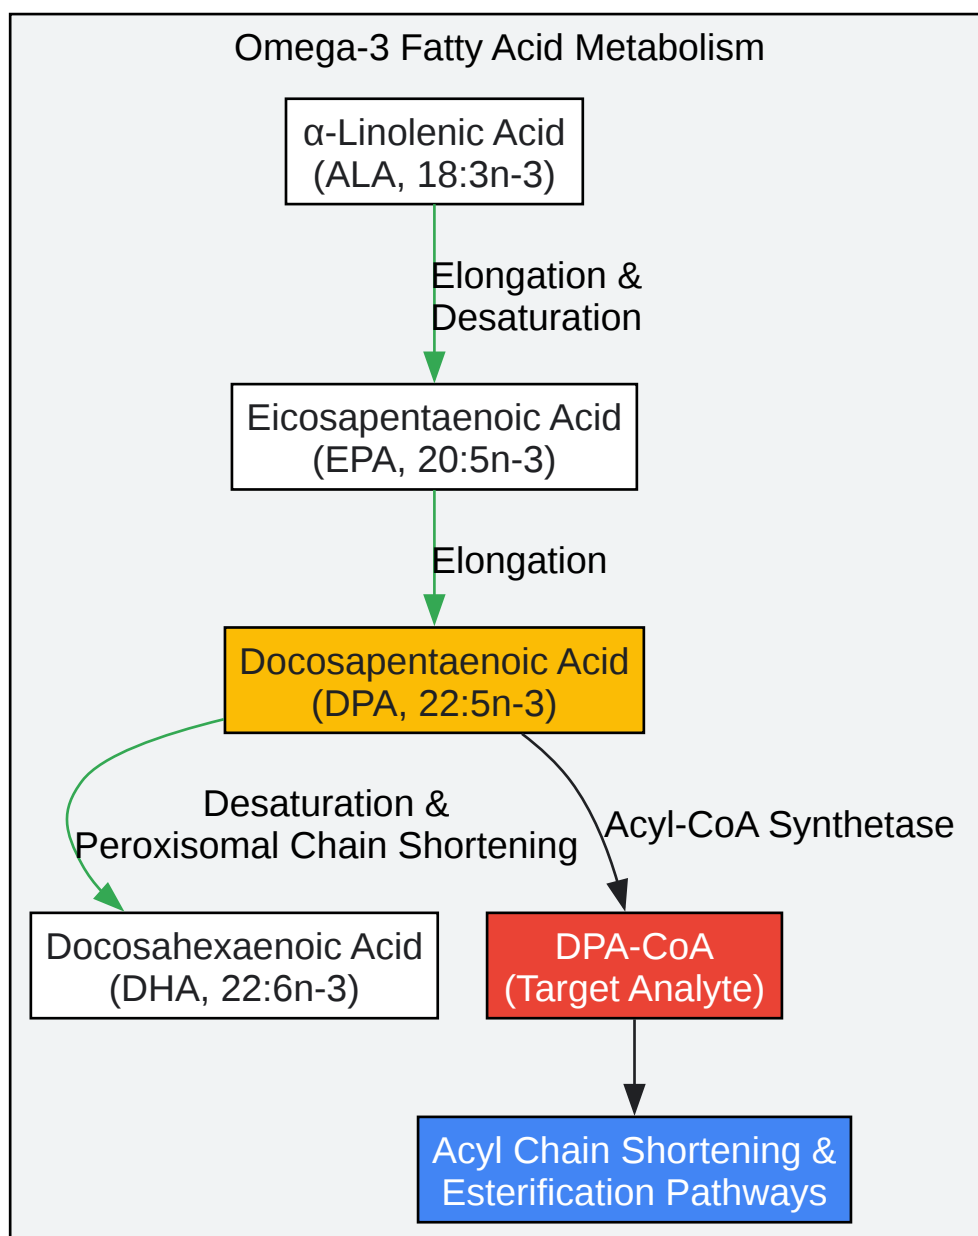 Omega-3 Fatty Acid Metabolism
α-Linolenic Acid
(ALA, 18:3n-3)
Elongation &
Desaturation
Eicosapentaenoic Acid
(EPA, 20:5n-3)
Elongation
Docosapentaenoic Acid
(DPA, 22:5n-3)
Desaturation &
Peroxisomal Chain Shortening
Acyl-CoA Synthetase
Docosahexaenoic Acid
(DHA, 22:6n-3)
DPA-CoA
(Target Analyte)
Acyl Chain Shortening &
Esterification Pathways